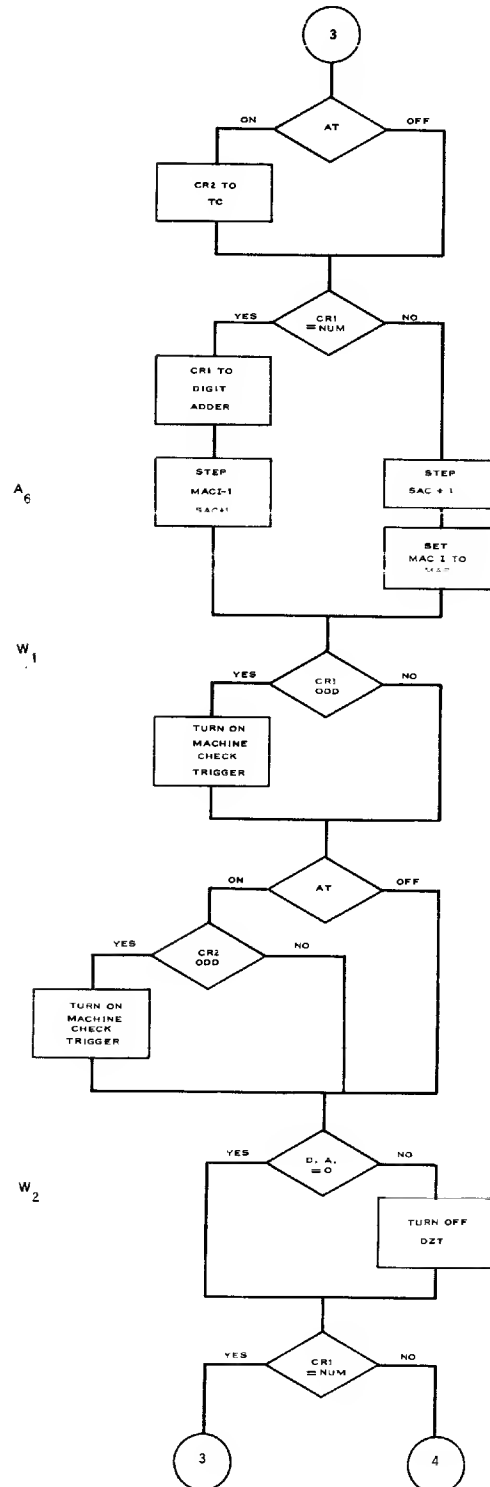 3
ON
AT
OFF
CR2 TO
TC
YES
CR1
=NUM
NO
CR1 TO
DIGIT
ADDER
A6
STEP
MACI-1
SAC+1
STEP
SAC + 1
SET
MAC I TO
W1
YES
CR1
ODD
NO
TURN ON
MACHINE
CHECK
TRIGGER
ON
AT
OFF
YES
CR2
ODD
NO
TURN ON
MACHINE
CHECK
TRIGGER
W2
YES
D. A.
=0
NO
TURN OFF
DZT
YES
CR1
=NUM
NO
3
4